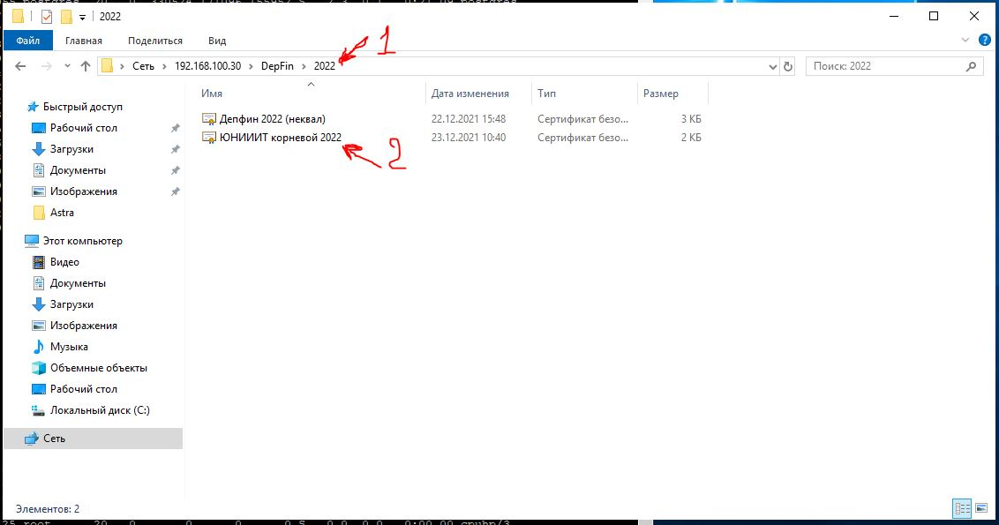 2022
Файл Главная Поделиться Вид
1
Сеть 192.168.100.30 DepFin 2022
Поиск: 2022
Имя Дата изменения Тип Размер
Быстрый доступ
Рабочий стол
Загрузки
Документы
Изображения
Astra
Этот компьютер
Видео
Документы
Загрузки
Изображения
Музыка
Объемные объекты
Рабочий стол
Локальный диск (C:)
Сеть
Депфин 2022 (неквал) 22.12.2021 15:48 Сертификат безо... 3 КБ
ЮНИИИТ корневой 2022 23.12.2021 10:40 Сертификат безо... 2 КБ
2
Элементов: 2